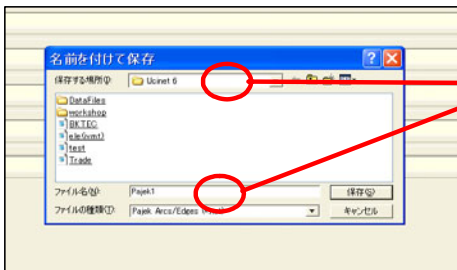 名前を付けて保存
保存する場所(I): Ucinet 6
DataFiles
workshop
BKTEC
test
Trade
ファイル名(N): Pajek1 保存(S)
ファイルの種類(T): Pajek Arcs/Edges キャンセル